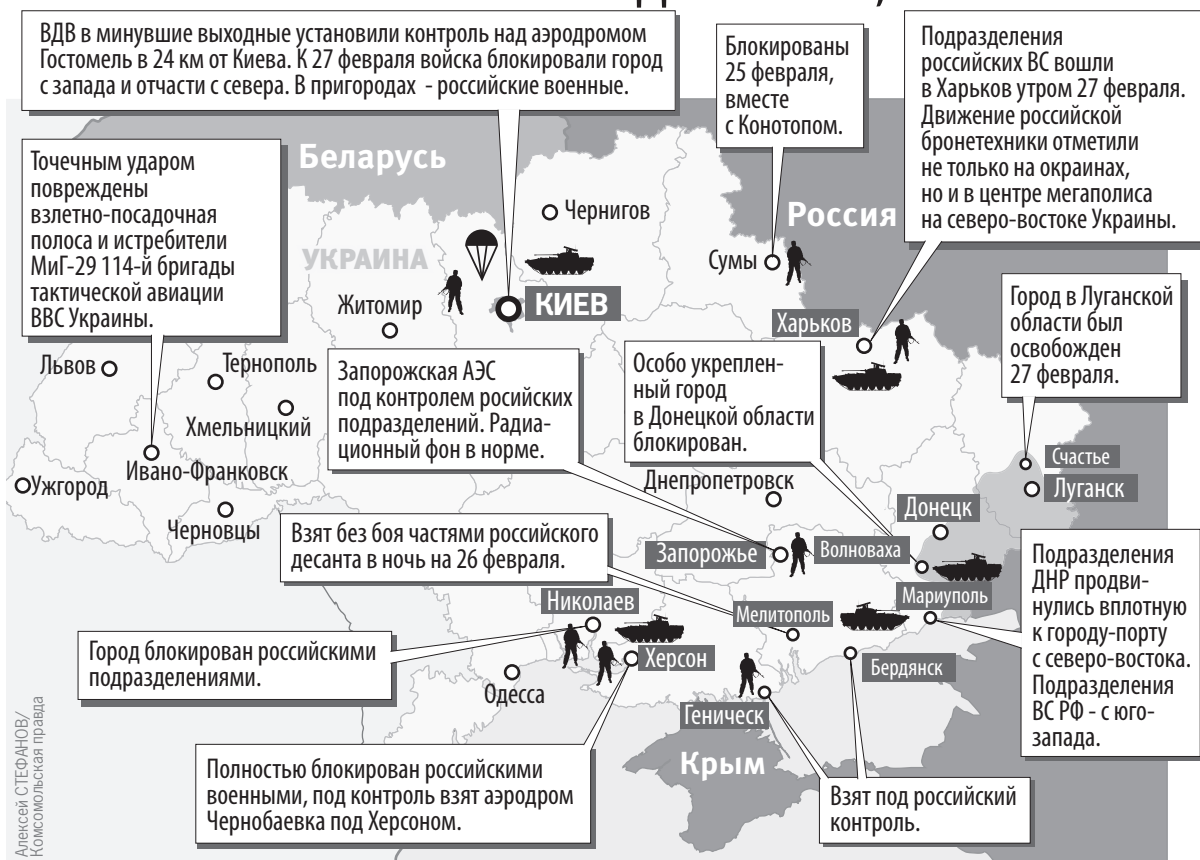 ВДВ в минувшие выходные установили контроль над аэродромом
Гостомель в 24 км от Киева. К 27 февраля войска блокировали город
с запада и отчасти с севера. В пригородах - российские военные.
Блокированы
25 февраля,
вместе
с Конотопом.
Подразделения
российских ВС вошли
в Харьков утром 27 февраля.
Движение российской
бронетехники отметили
не только на окраинах,
но и в центре мегаполиса
на северо-востоке Украины.
Точечным ударом
повреждены
взлетно-посадочная
полоса и истребители
МиГ-29 114-й бригады
тактической авиации
ВВС Украины.
Беларусь
Россия
УКРАИНА
Чернигов
Сумы
Житомир
КИЕВ
Харьков
Город в Луганской
области был
освобожден
27 февраля.
Львов
Тернополь
Хмельницкий
Ивано-Франковск
Ужгород
Черновцы
Запорожская АЭС
под контролем росийских
подразделений. Радиа-
ционный фон в норме.
Особо укреплен-
ный город
в Донецкой области
блокирован.
Днепропетровск
Счастье
Луганск
Донецк
Взят без боя частями российского
десанта в ночь на 26 февраля.
Запорожье
Волноваха
Николаев
Мелитополь
Мариуполь
Подразделения
ДНР продви-
нулись вплотную
к городу-порту
с северо-востока.
Подразделения
ВС РФ - с юго-
запада.
Город блокирован российскими
подразделениями.
Херсон
Бердянск
Одесса
Геническ
Крым
Полностью блокирован российскими
военными, под контроль взят аэродром
Чернобаевка под Херсоном.
Взят под российский
контроль.
Алексей СТЕФАНОВ/
Комсомольская правда